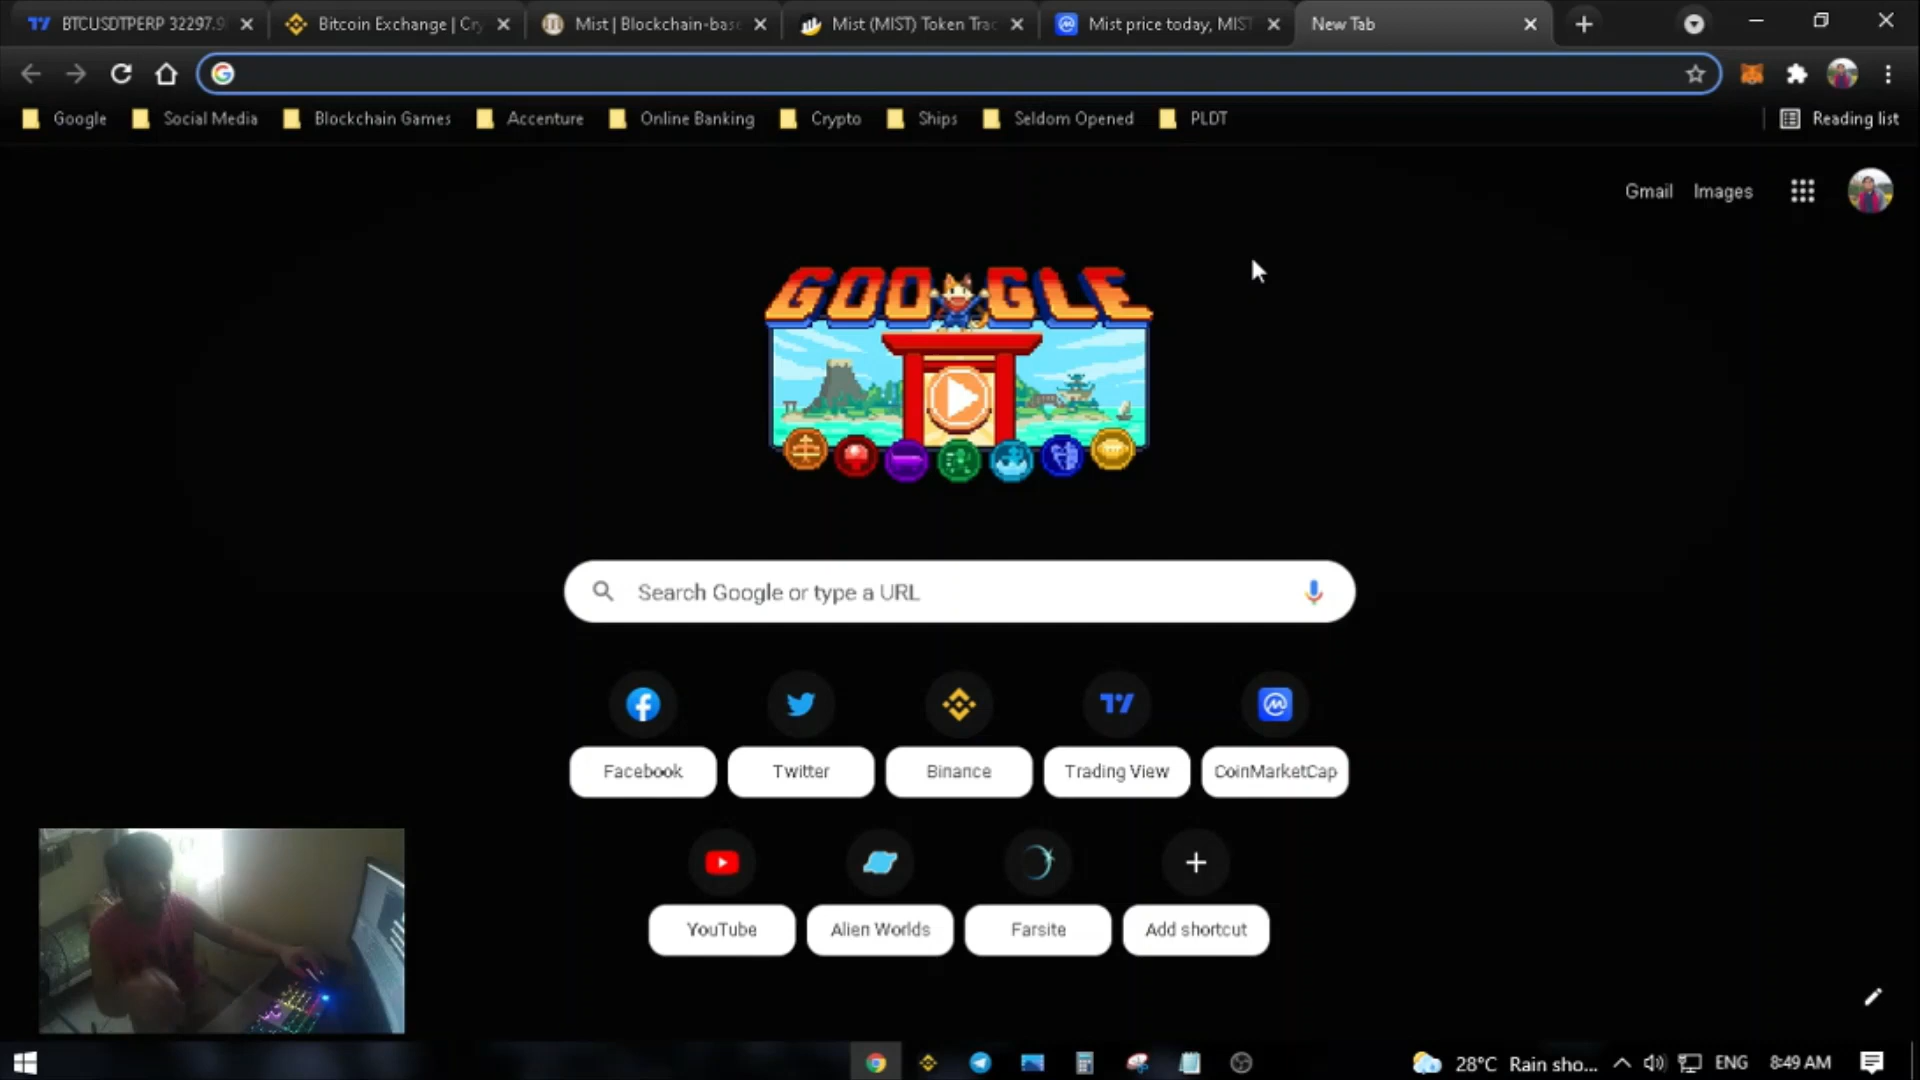 BTCUSDTPERP 32297.9
Bitcoin Exchange | Cry
Mist | Blockchain-base
Mist (MIST) Token Trac
Mist price today, MIST
New Tab
Google
Social Media
Blockchain Games
Accenture
Online Banking
Crypto
Ships
Seldom Opened
PLDT
Reading list
Gmail
Images
GOOGLE
Search Google or type a URL
Facebook
Twitter
Binance
Trading View
CoinMarketCap
YouTube
Alien Worlds
Farsite
Add shortcut
28°C Rain sho...
ENG
8:49 AM